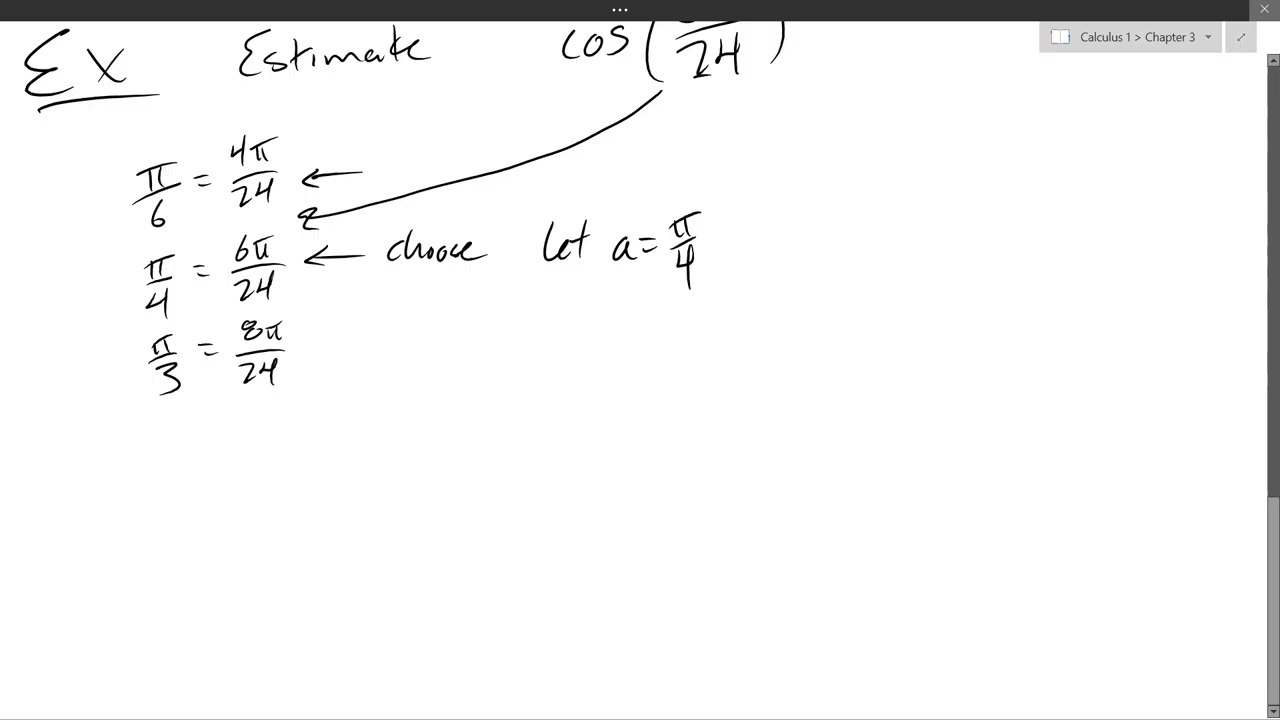 ...
Calculus 1 > Chapter 3
Ex Estimate cos( /24)
π/6 = 4π/24 ←
π/4 = 6π/24 ← choose let a = π/4
π/3 = 8π/24